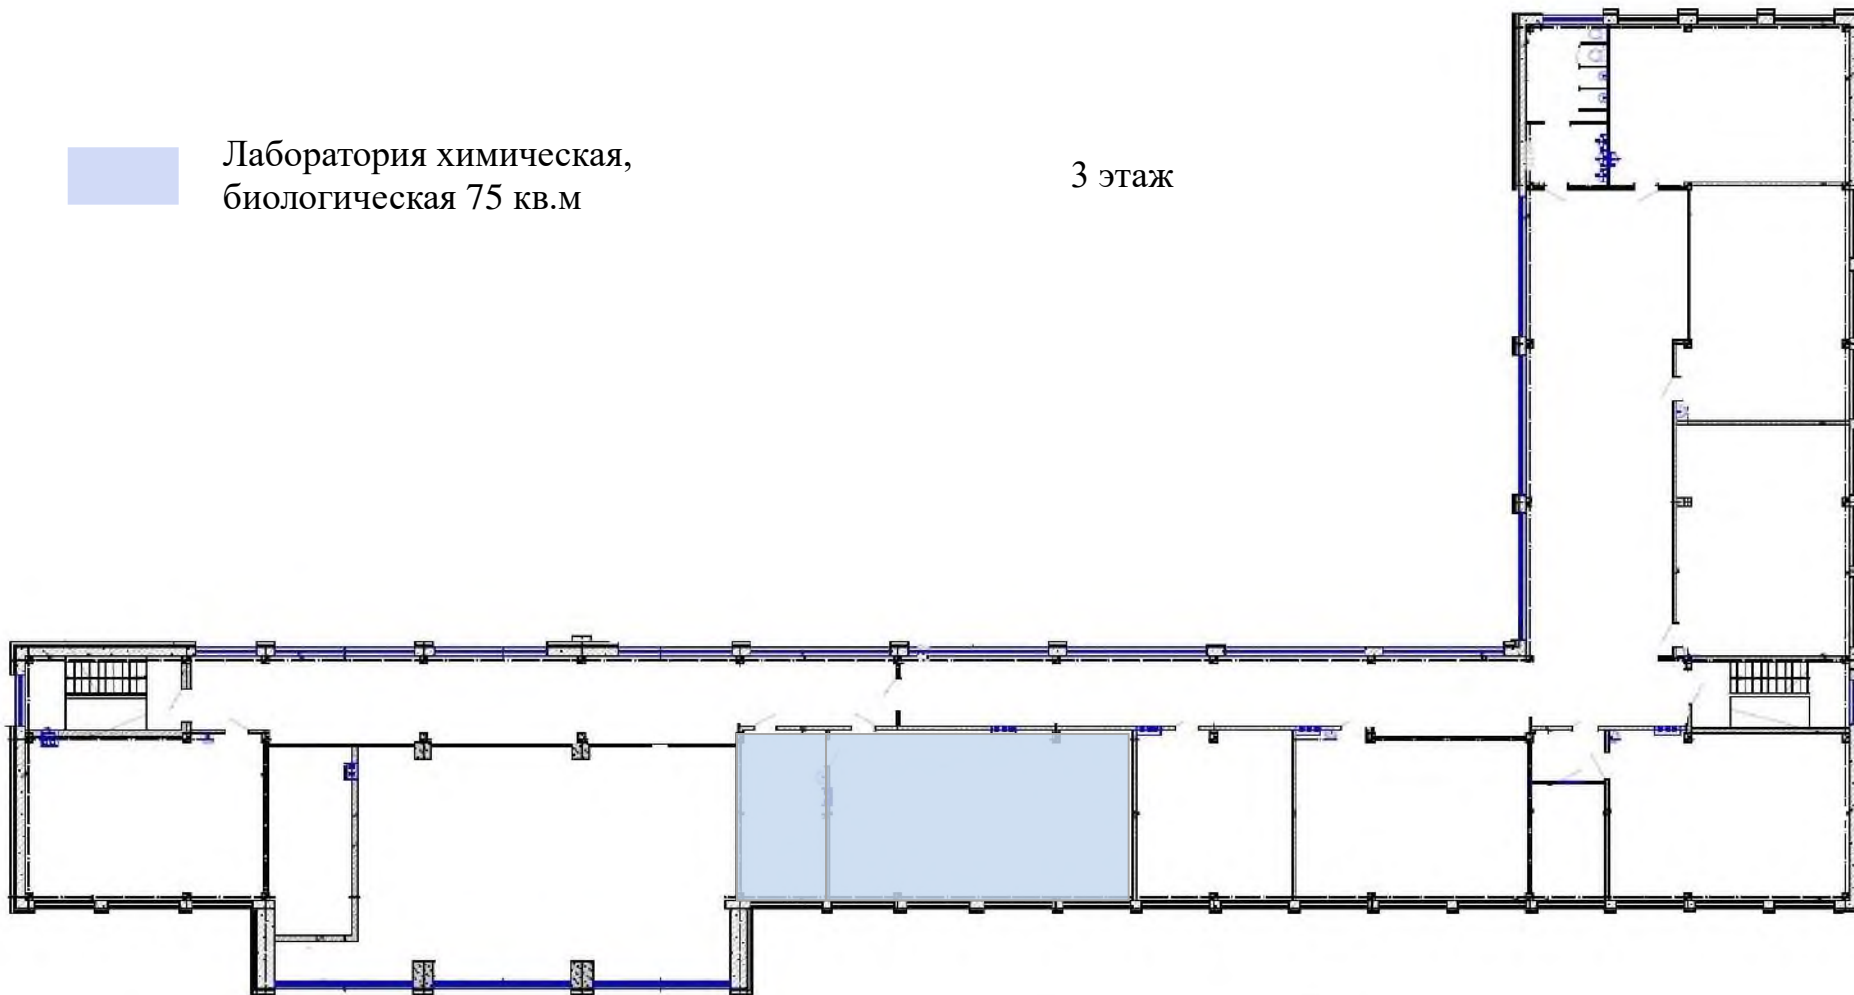 Лаборатория химическая,
биологическая 75 кв.м
3 этаж